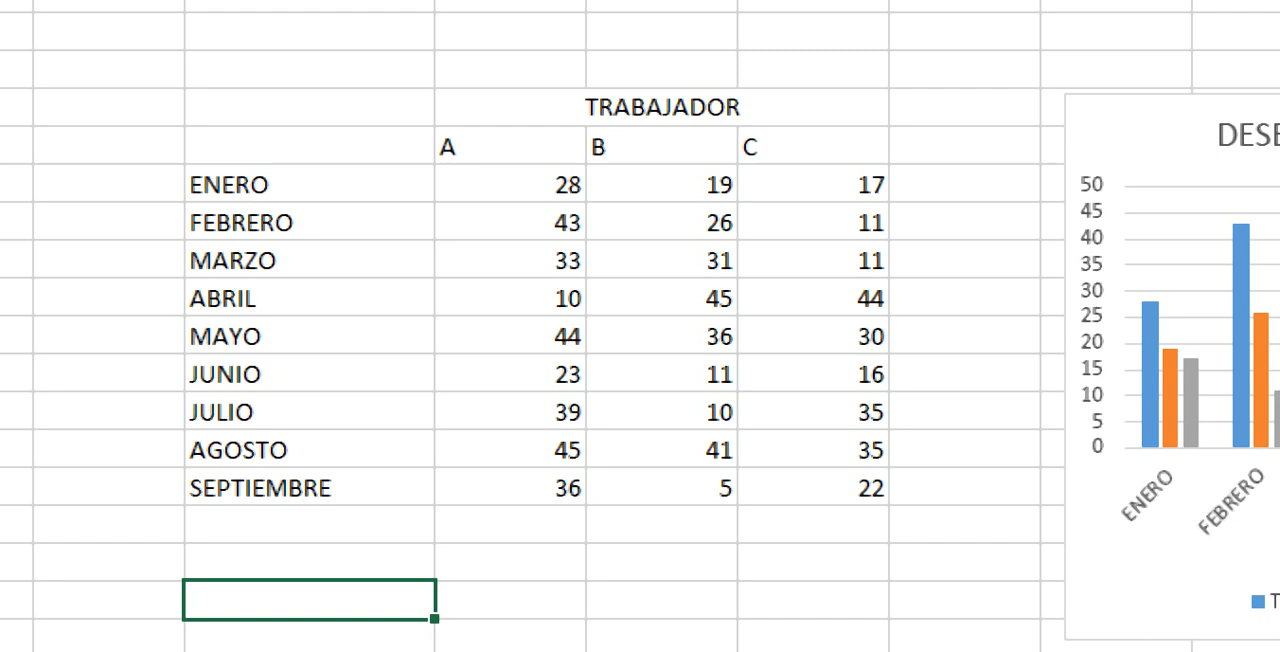 TRABAJADOR
A B C
ENERO 28 19 17
FEBRERO 43 26 11
MARZO 33 31 11
ABRIL 10 45 44
MAYO 44 36 30
JUNIO 23 11 16
JULIO 39 10 35
AGOSTO 45 41 35
SEPTIEMBRE 36 5 22
DESE
50
45
40
35
30
25
20
15
10
5
0
ENERO
FEBRERO
T